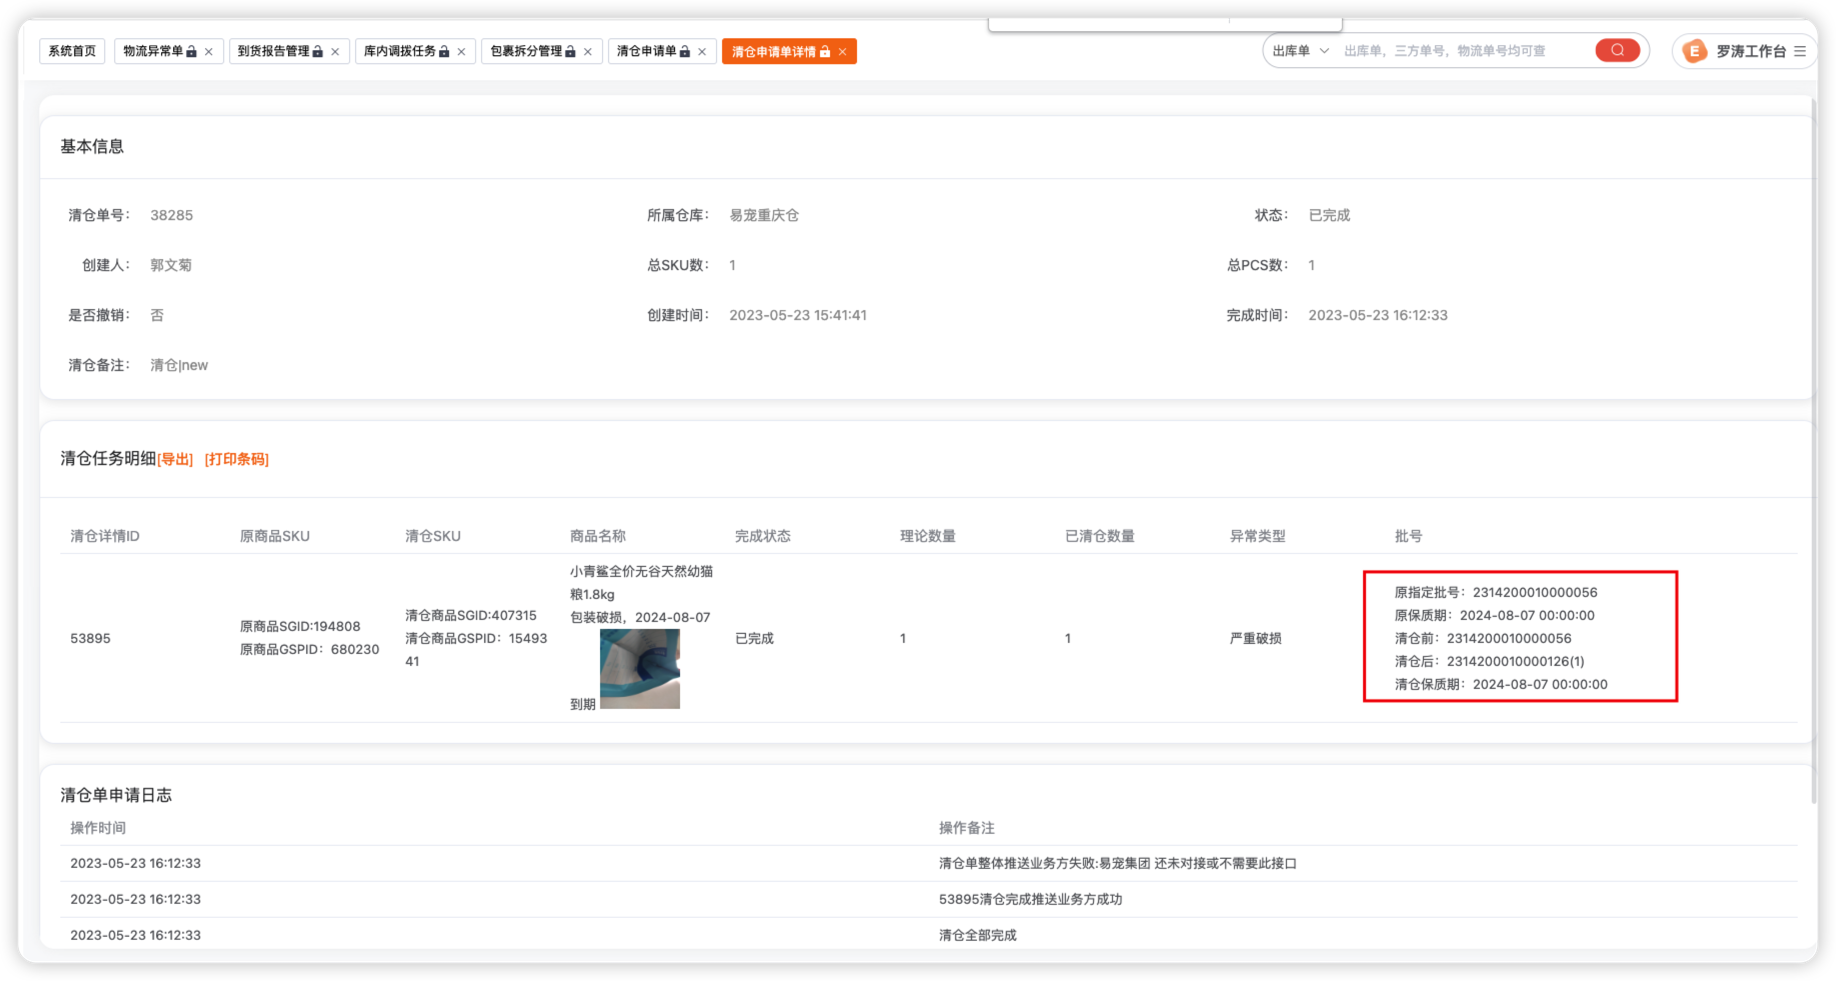 系统首页
物流异常单
到货报告管理
库内调拨任务
包裹拆分管理
清仓申请单
清仓申请单详情
出库单
出库单，三方单号，物流单号均可查
E
罗涛工作台
基本信息
清仓单号： 38285
所属仓库： 易宠重庆仓
状态： 已完成
创建人： 郭文菊
总SKU数： 1
总PCS数： 1
是否撤销： 否
创建时间： 2023-05-23 15:41:41
完成时间： 2023-05-23 16:12:33
清仓备注： 清仓|new
清仓任务明细[导出] [打印条码]
清仓详情ID
原商品SKU
清仓SKU
商品名称
完成状态
理论数量
已清仓数量
异常类型
批号
53895
原商品SGID:194808
原商品GSPID：680230
清仓商品SGID:407315
清仓商品GSPID：15493
41
小青鲨全价无谷天然幼猫
粮1.8kg
包装破损，2024-08-07
到期
已完成
1
1
严重破损
原指定批号：2314200010000056
原保质期：2024-08-07 00:00:00
清仓前：2314200010000056
清仓后：2314200010000126(1)
清仓保质期：2024-08-07 00:00:00
清仓单申请日志
操作时间
操作备注
2023-05-23 16:12:33
清仓单整体推送业务方失败:易宠集团 还未对接或不需要此接口
2023-05-23 16:12:33
53895清仓完成推送业务方成功
2023-05-23 16:12:33
清仓全部完成